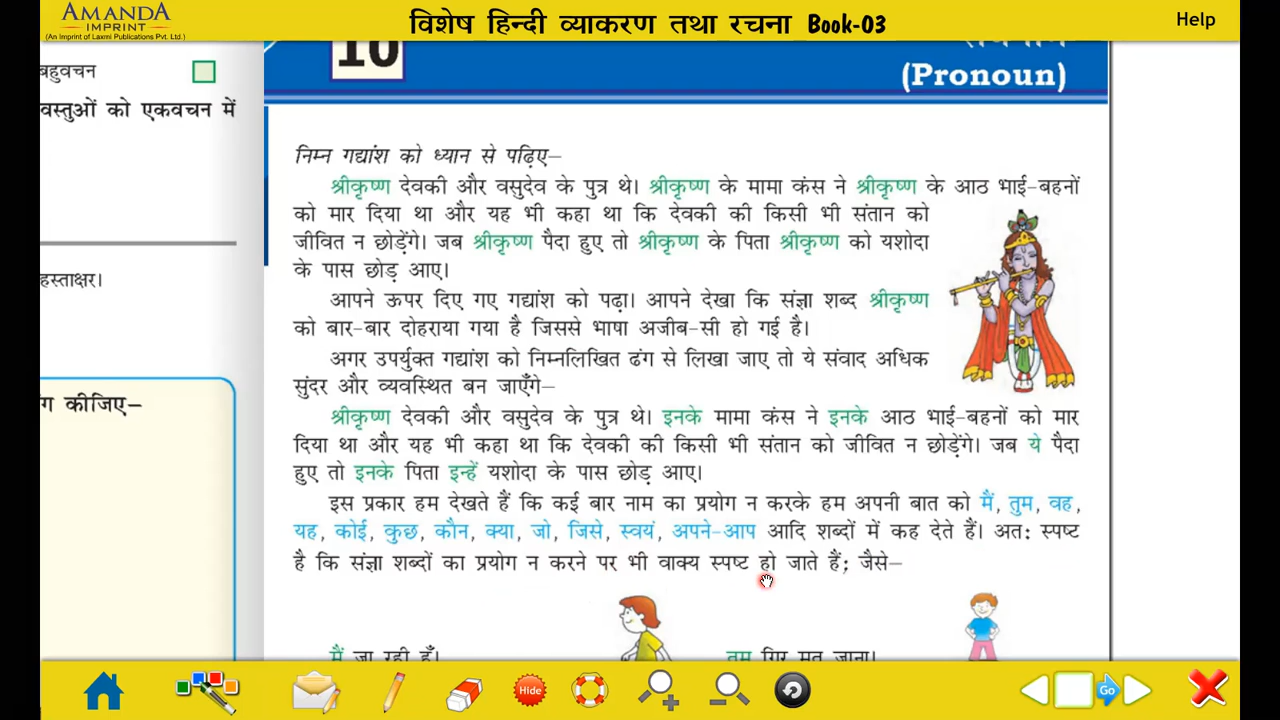 AMANDA
IMPRINT
(An Imprint of Laxmi Publications Pvt. Ltd.)
विशेष हिन्दी व्याकरण तथा रचना Book-03
Help
बहुवचन
वस्तुओं को एकवचन में
हस्ताक्षर।
ग कीजिए–
10
(Pronoun)
निम्न गद्यांश को ध्यान से पढ़िए–
श्रीकृष्ण देवकी और वसुदेव के पुत्र थे। श्रीकृष्ण के मामा कंस ने श्रीकृष्ण के आठ भाई-बहनों
को मार दिया था और यह भी कहा था कि देवकी की किसी भी संतान को
जीवित न छोड़ेंगे। जब श्रीकृष्ण पैदा हुए तो श्रीकृष्ण के पिता श्रीकृष्ण को यशोदा
के पास छोड़ आए।
आपने ऊपर दिए गए गद्यांश को पढ़ा। आपने देखा कि संज्ञा शब्द श्रीकृष्ण
को बार-बार दोहराया गया है जिससे भाषा अजीब-सी हो गई है।
अगर उपर्युक्त गद्यांश को निम्नलिखित ढंग से लिखा जाए तो ये संवाद अधिक
सुंदर और व्यवस्थित बन जाएँगे–
श्रीकृष्ण देवकी और वसुदेव के पुत्र थे। इनके मामा कंस ने इनके आठ भाई-बहनों को मार
दिया था और यह भी कहा था कि देवकी की किसी भी संतान को जीवित न छोड़ेंगे। जब ये पैदा
हुए तो इनके पिता इन्हें यशोदा के पास छोड़ आए।
इस प्रकार हम देखते हैं कि कई बार नाम का प्रयोग न करके हम अपनी बात को मैं, तुम, वह,
यह, कोई, कुछ, कौन, क्या, जो, जिसे, स्वयं, अपने-आप आदि शब्दों में कह देते हैं। अतः स्पष्ट
है कि संज्ञा शब्दों का प्रयोग न करने पर भी वाक्य स्पष्ट हो जाते हैं; जैसे–
मैं जा रही हूँ।
तुम गिर मत जाना।
Hide
Go